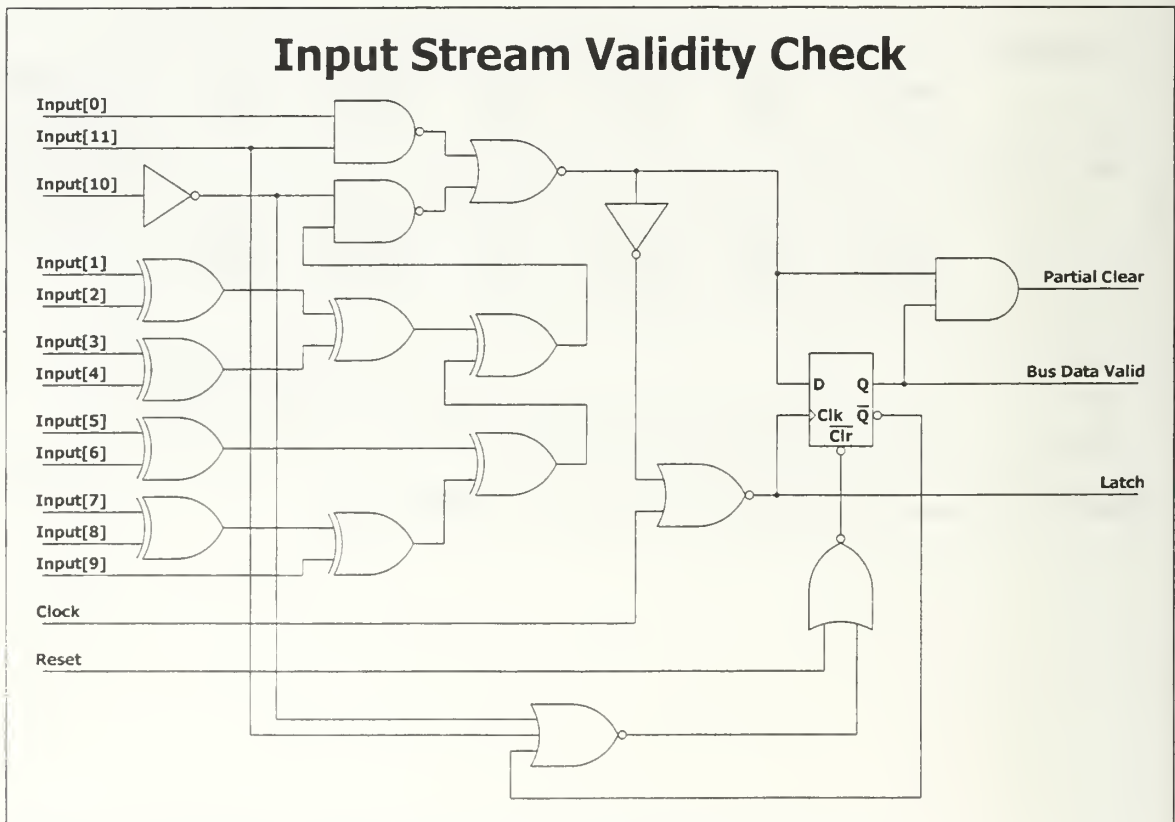 Input Stream Validity Check
Input[0]
Input[11]
Input[10]
Input[1]
Input[2]
Input[3]
Input[4]
Input[5]
Input[6]
Input[7]
Input[8]
Input[9]
Clock
Reset
D Q
Clk Q̅
C̅l̅r̅
Partial Clear
Bus Data Valid
Latch